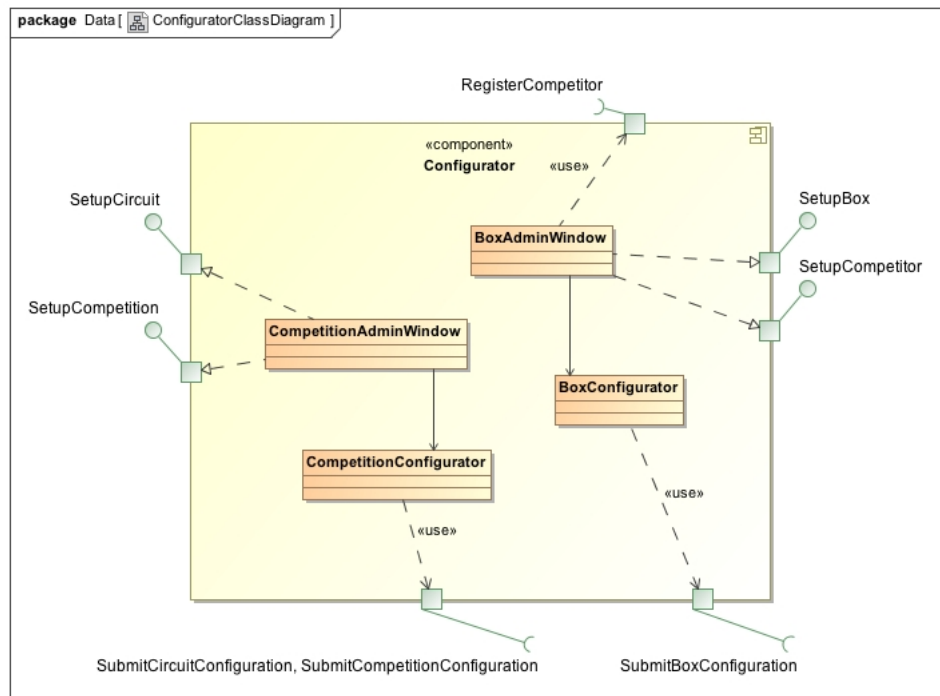 package Data [ ConfiguratorClassDiagram ]
RegisterCompetitor
«component»
Configurator
«use»
SetupCircuit
SetupBox
BoxAdminWindow
SetupCompetitor
SetupCompetition
CompetitionAdminWindow
BoxConfigurator
CompetitionConfigurator
«use»
«use»
SubmitCircuitConfiguration, SubmitCompetitionConfiguration
SubmitBoxConfiguration